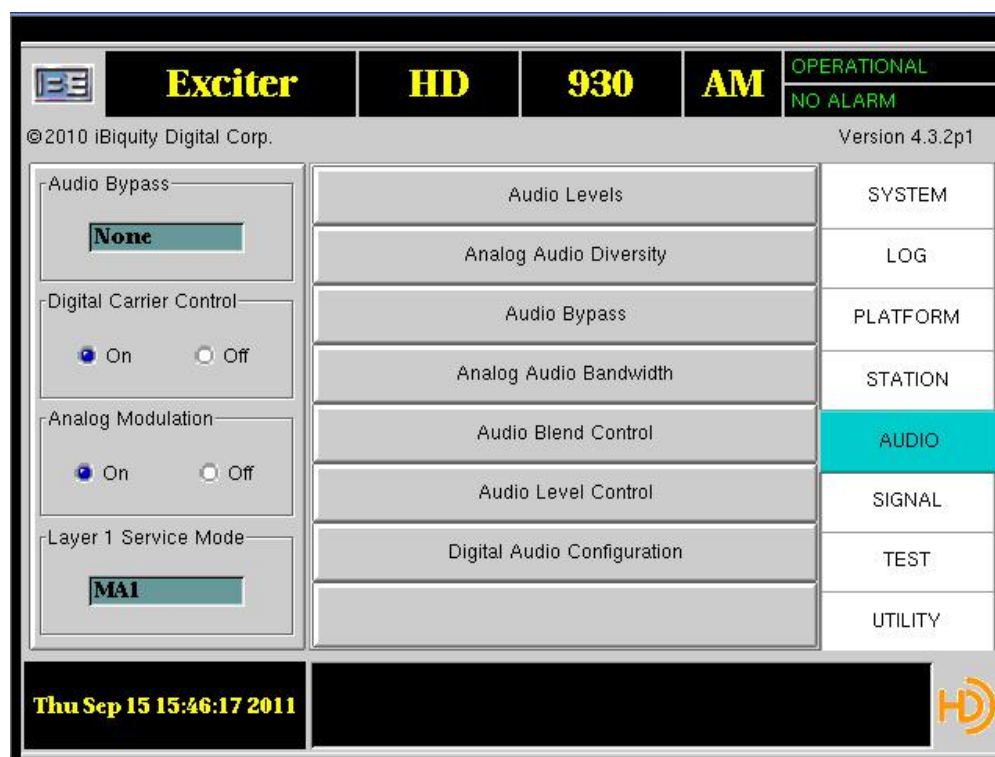 BE
Exciter HD 930 AM
OPERATIONAL
NO ALARM
©2010 iBiquity Digital Corp.
Version 4.3.2p1
Audio Bypass
None
Digital Carrier Control
On Off
Analog Modulation
On Off
Layer 1 Service Mode
MA1
Audio Levels
Analog Audio Diversity
Audio Bypass
Analog Audio Bandwidth
Audio Blend Control
Audio Level Control
Digital Audio Configuration
SYSTEM
LOG
PLATFORM
STATION
AUDIO
SIGNAL
TEST
UTILITY
Thu Sep 15 15:46:17 2011
HD